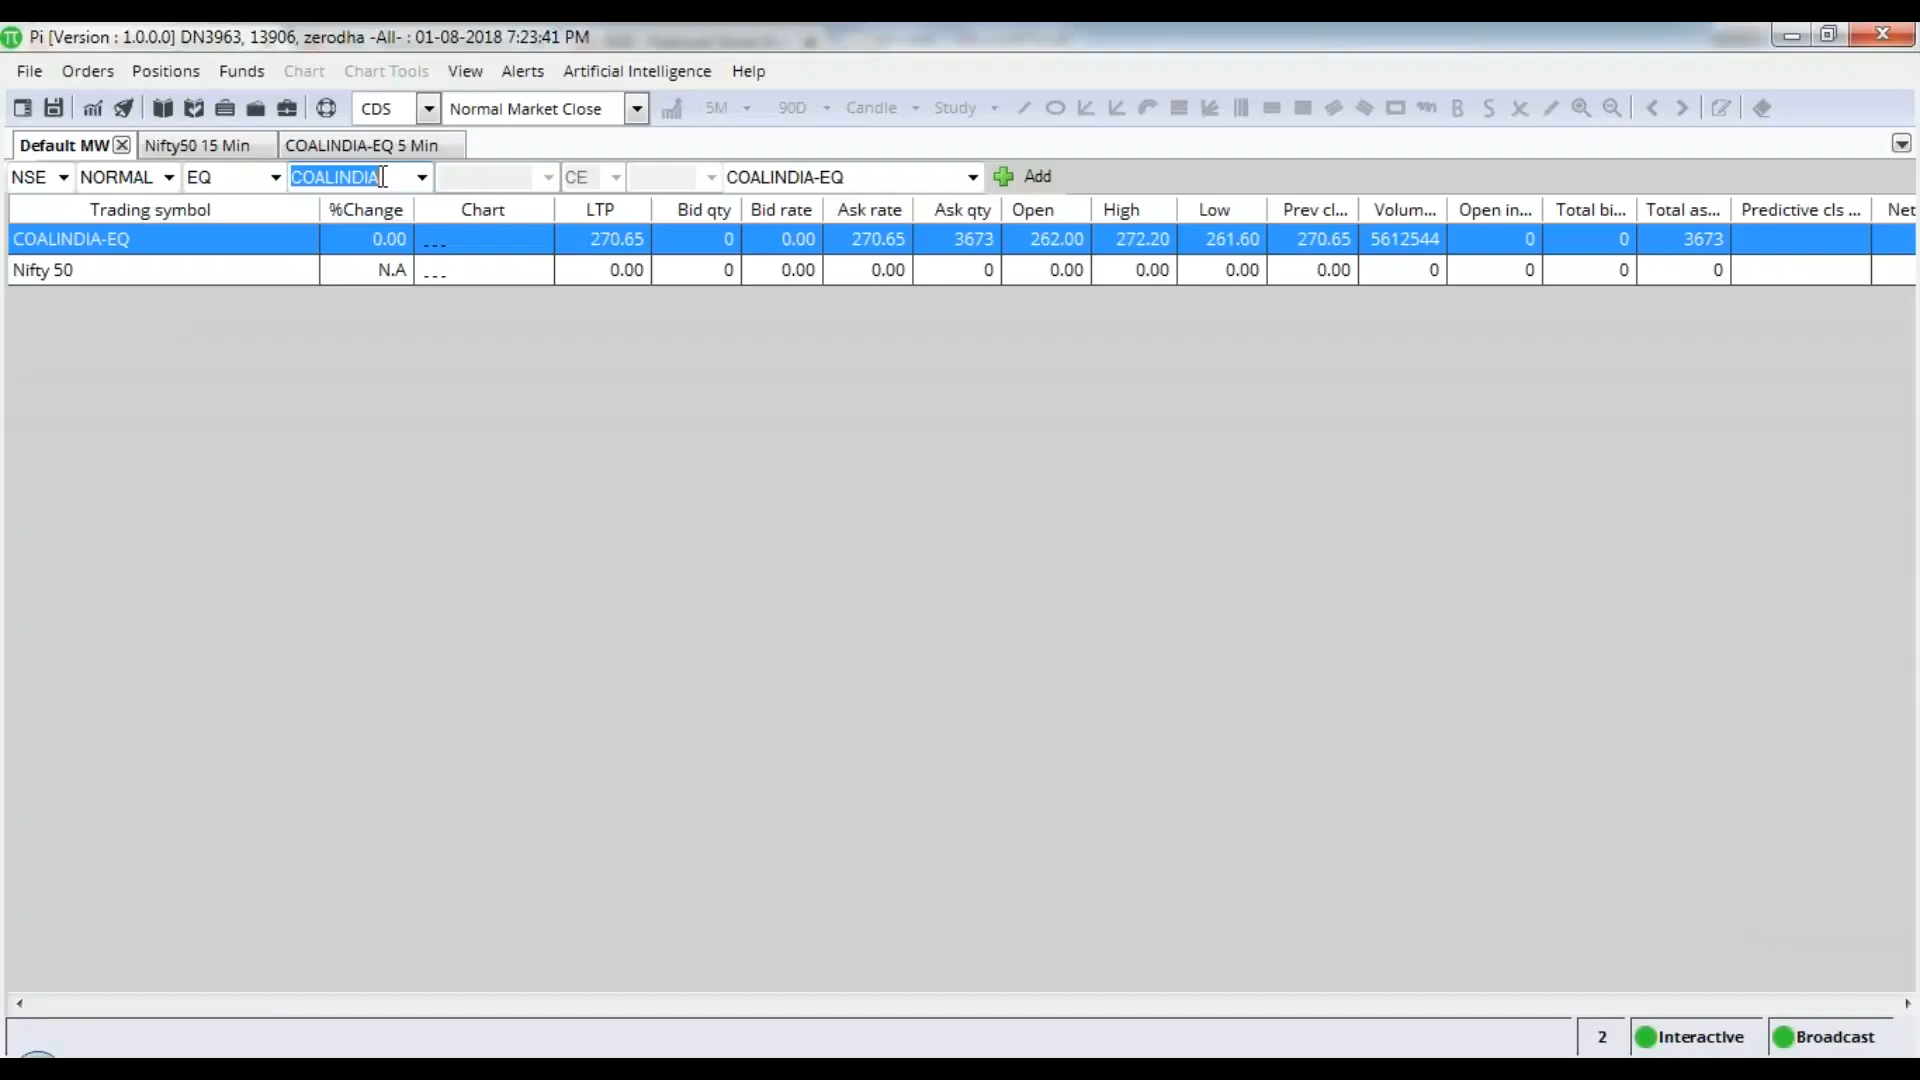 Pi [Version : 1.0.0.0] DN3963, 13906, zerodha -All- : 01-08-2018 7:23:41 PM
File Orders Positions Funds Chart Chart Tools View Alerts Artificial Intelligence Help
CDS Normal Market Close 5M 90D Candle Study B S
Default MW Nifty50 15 Min COALINDIA-EQ 5 Min
NSE NORMAL EQ COALINDIA CE COALINDIA-EQ Add
Trading symbol %Change Chart LTP Bid qty Bid rate Ask rate Ask qty Open High Low Prev cl... Volum... Open in... Total bi... Total as... Predictive cls ... Net
COALINDIA-EQ 0.00 --- 270.65 0 0.00 270.65 3673 262.00 272.20 261.60 270.65 5612544 0 0 3673
Nifty 50 N.A --- 0.00 0 0.00 0.00 0 0.00 0.00 0.00 0.00 0 0 0 0
2 Interactive Broadcast